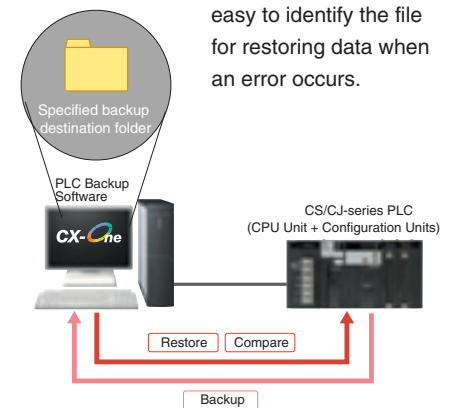 easy to identify the file
for restoring data when
an error occurs.
Specified backup
destination folder
PLC Backup
Software
CX-One
CS/CJ-series PLC
(CPU Unit + Configuration Units)
Restore
Compare
Backup